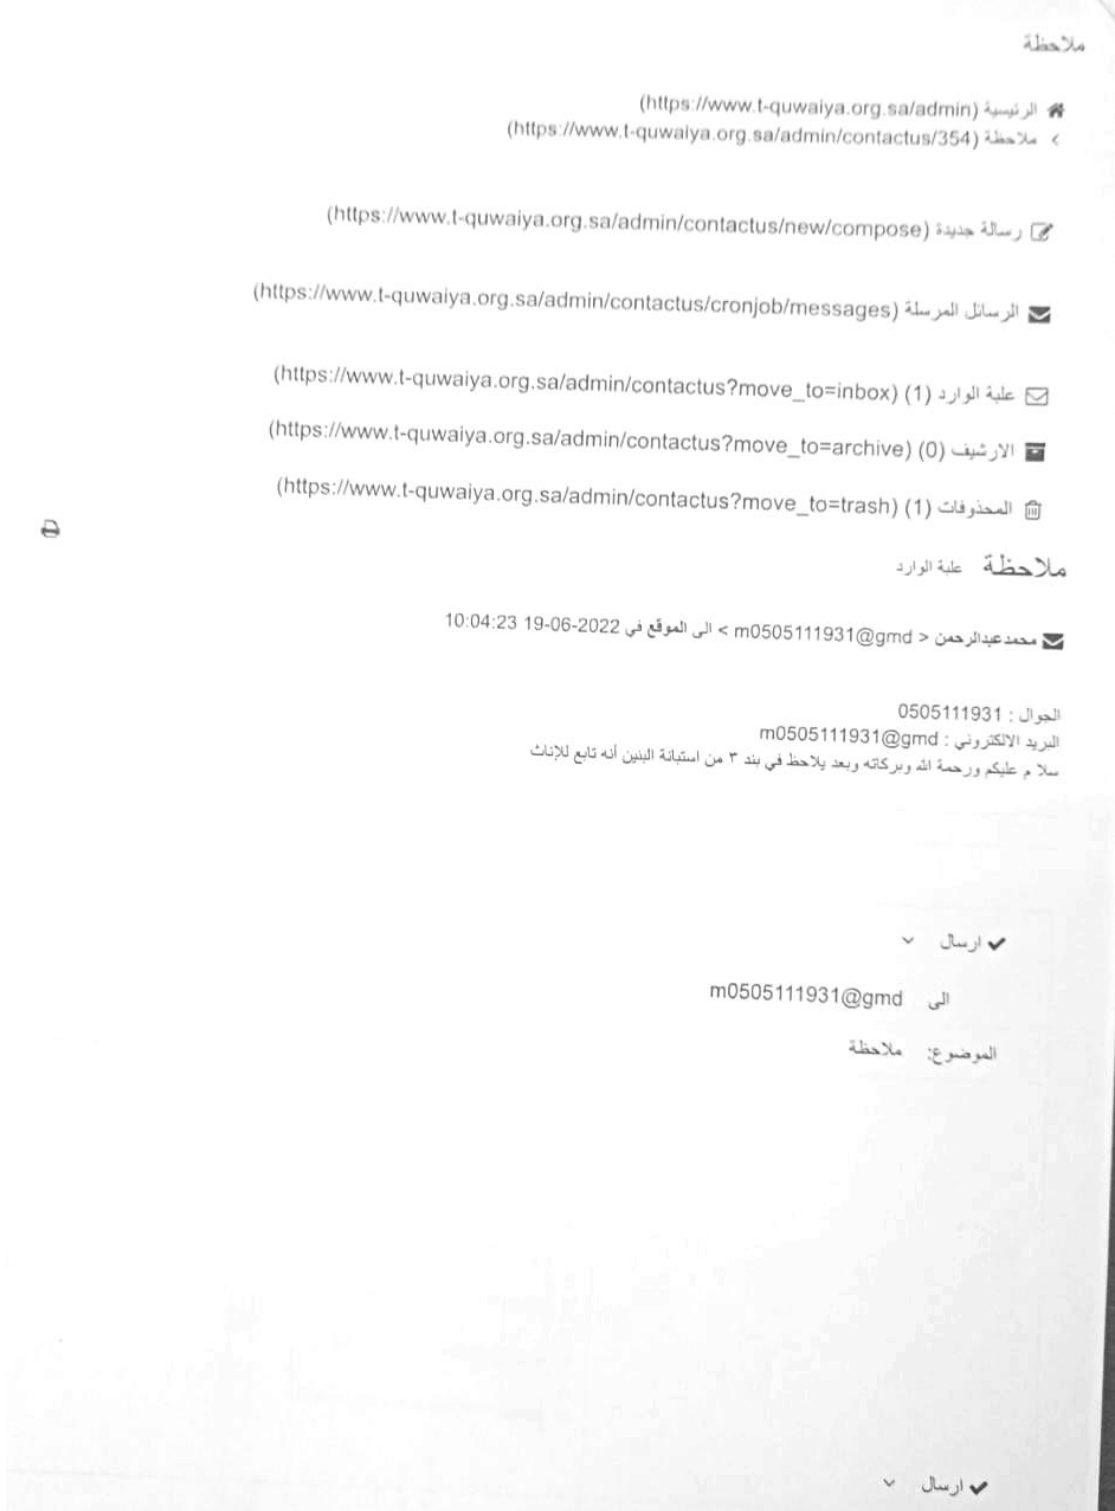 ملاحظة
الرئيسية (https://www.t-quwaiya.org.sa/admin)
ملاحظة (https://www.t-quwaiya.org.sa/admin/contactus/354)
رسالة جديدة (https://www.t-quwaiya.org.sa/admin/contactus/new/compose)
الرسائل المرسلة (https://www.t-quwaiya.org.sa/admin/contactus/cronjob/messages)
علبة الوارد (1) (https://www.t-quwaiya.org.sa/admin/contactus?move_to=inbox)
الارشيف (0) (https://www.t-quwaiya.org.sa/admin/contactus?move_to=archive)
المحذوفات (1) (https://www.t-quwaiya.org.sa/admin/contactus?move_to=trash)
ملاحظة علبة الوارد
محمدعبدالرحمن < m0505111931@gmd > الى الموقع في 2022-06-19 10:04:23
الجوال : 0505111931
البريد الالكتروني : m0505111931@gmd
سلا م عليكم ورحمة الله وبركاته وبعد يلاحظ في بند ٣ من استبانة البنين أنه تابع للإناث
ارسال
الى m0505111931@gmd
الموضوع: ملاحظة
ارسال